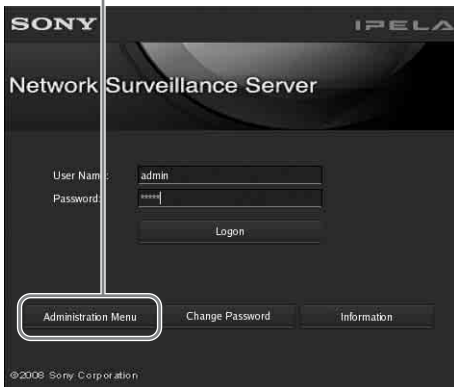 SONY
IPELA
Network Surveillance Server
User Name:
admin
Password:
*****
Logon
Administration Menu
Change Password
Information
©2008 Sony Corporation